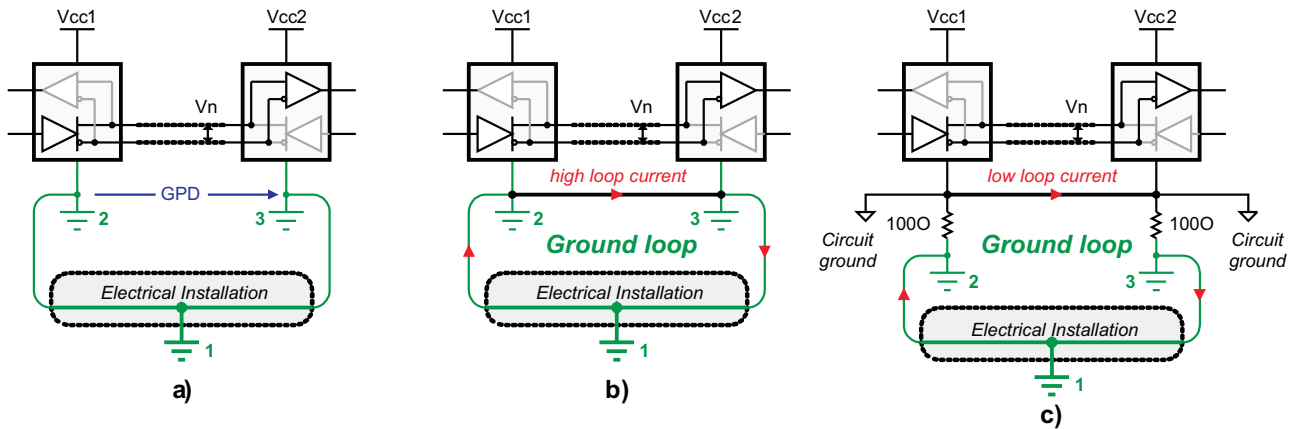 Vcc1
Vcc2
Vn
GPD
2
3
Electrical Installation
1
a)
Vcc1
Vcc2
Vn
high loop current
2
3
Ground loop
Electrical Installation
1
b)
Vcc1
Vcc2
Vn
low loop current
100O
100O
Circuit
ground
Ground loop
Circuit
ground
2
3
Electrical Installation
1
c)